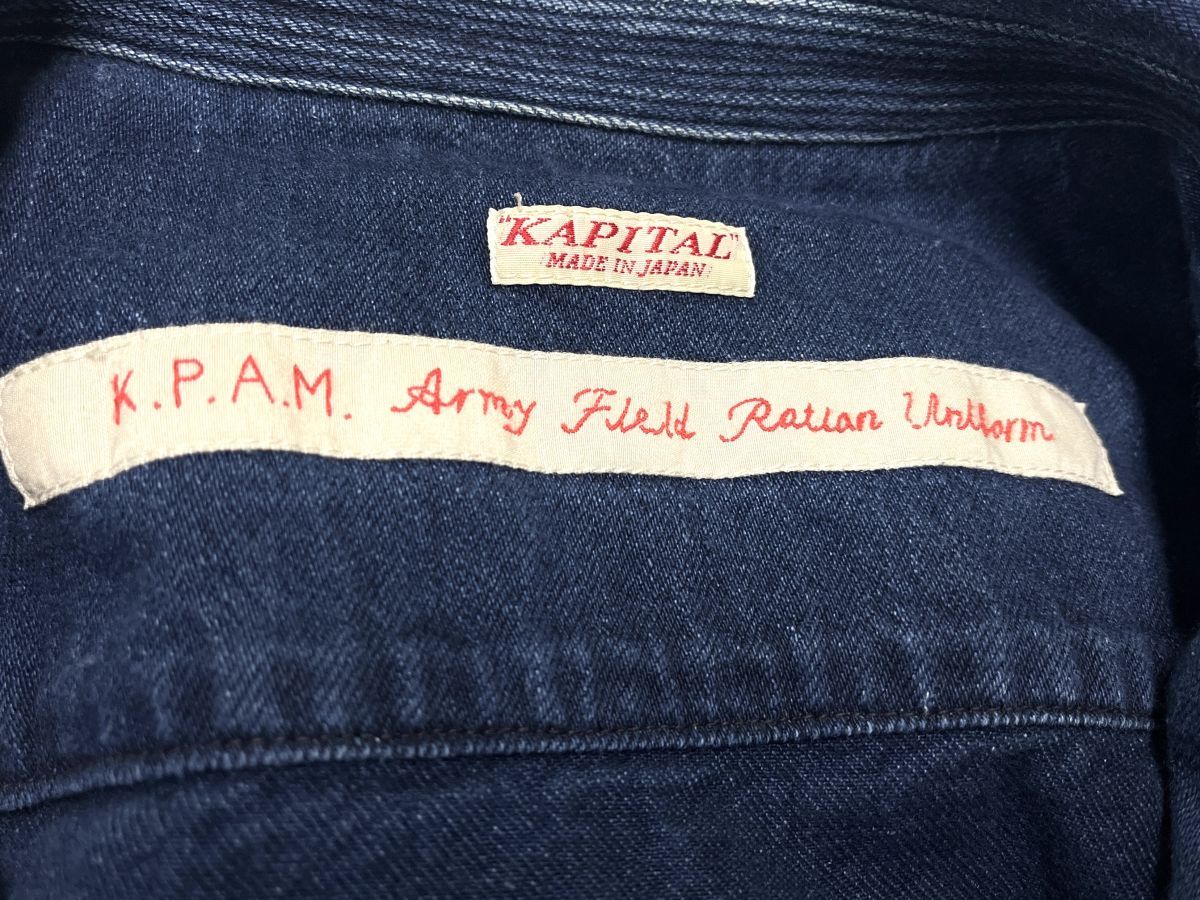 "KAPITAL"
MADE IN JAPAN
K.P.A.M. Army Field Ration Uniform